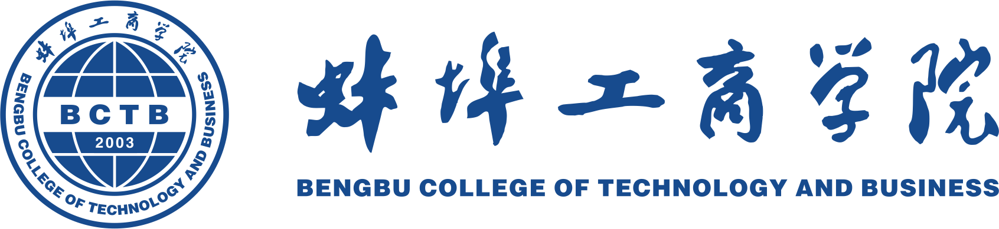 蚌埠工商学院
BENGBU COLLEGE OF TECHNOLOGY AND BUSINESS
BCTB
2003
蚌埠工商学院
BENGBU COLLEGE OF TECHNOLOGY AND BUSINESS